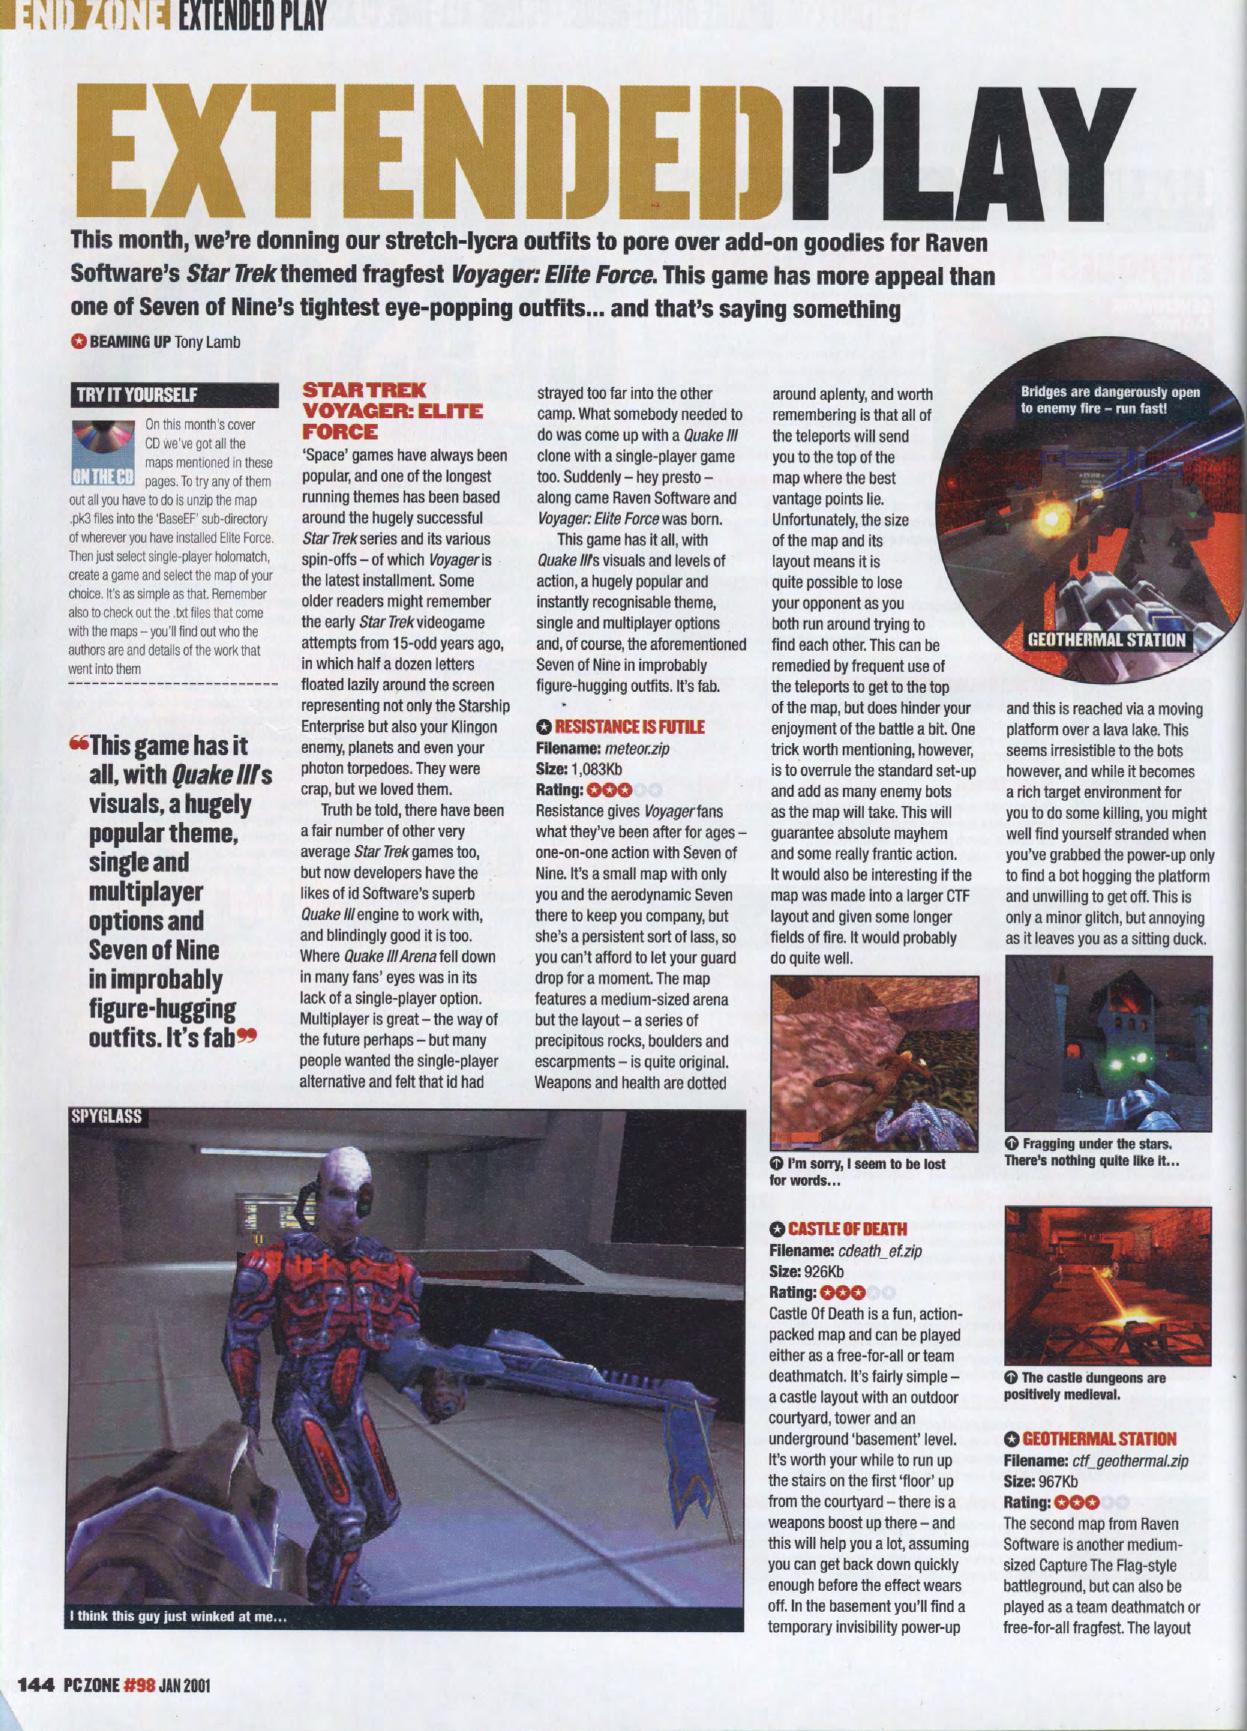 END ZONE EXTENDED PLAY
EXTENDEDPLAY
This month, we're donning our stretch-lycra outfits to pore over add-on goodies for Raven
Software's Star Trek themed fragfest Voyager: Elite Force. This game has more appeal than
one of Seven of Nine's tightest eye-popping outfits... and that's saying something
BEAMING UP Tony Lamb
TRY IT YOURSELF
ON THE CD
On this month's cover
CD we've got all the
maps mentioned in these
pages. To try any of them
out all you have to do is unzip the map
.pk3 files into the 'BaseEF' sub-directory
of wherever you have installed Elite Force.
Then just select single-player holomatch,
create a game and select the map of your
choice. It's as simple as that. Remember
also to check out the .txt files that come
with the maps – you'll find out who the
authors are and details of the work that
went into them
“This game has it
all, with Quake III's
visuals, a hugely
popular theme,
single and
multiplayer
options and
Seven of Nine
in improbably
figure-hugging
outfits. It's fab”
STAR TREK
VOYAGER: ELITE
FORCE
'Space' games have always been
popular, and one of the longest
running themes has been based
around the hugely successful
Star Trek series and its various
spin-offs – of which Voyager is
the latest installment. Some
older readers might remember
the early Star Trek videogame
attempts from 15-odd years ago,
in which half a dozen letters
floated lazily around the screen
representing not only the Starship
Enterprise but also your Klingon
enemy, planets and even your
photon torpedoes. They were
crap, but we loved them.
Truth be told, there have been
a fair number of other very
average Star Trek games too,
but now developers have the
likes of id Software's superb
Quake III engine to work with,
and blindingly good it is too.
Where Quake III Arena fell down
in many fans' eyes was in its
lack of a single-player option.
Multiplayer is great – the way of
the future perhaps – but many
people wanted the single-player
alternative and felt that id had
strayed too far into the other
camp. What somebody needed to
do was come up with a Quake III
clone with a single-player game
too. Suddenly – hey presto –
along came Raven Software and
Voyager: Elite Force was born.
This game has it all, with
Quake III's visuals and levels of
action, a hugely popular and
instantly recognisable theme,
single and multiplayer options
and, of course, the aforementioned
Seven of Nine in improbably
figure-hugging outfits. It's fab.
RESISTANCE IS FUTILE
Filename: meteor.zip
Size: 1,083Kb
Rating:
Resistance gives Voyager fans
what they've been after for ages –
one-on-one action with Seven of
Nine. It's a small map with only
you and the aerodynamic Seven
there to keep you company, but
she's a persistent sort of lass, so
you can't afford to let your guard
drop for a moment. The map
features a medium-sized arena
but the layout – a series of
precipitous rocks, boulders and
escarpments – is quite original.
Weapons and health are dotted
around aplenty, and worth
remembering is that all of
the teleports will send
you to the top of the
map where the best
vantage points lie.
Unfortunately, the size
of the map and its
layout means it is
quite possible to lose
your opponent as you
both run around trying to
find each other. This can be
remedied by frequent use of
the teleports to get to the top
of the map, but does hinder your
enjoyment of the battle a bit. One
trick worth mentioning, however,
is to overrule the standard set-up
and add as many enemy bots
as the map will take. This will
guarantee absolute mayhem
and some really frantic action.
It would also be interesting if the
map was made into a larger CTF
layout and given some longer
fields of fire. It would probably
do quite well.
I'm sorry, I seem to be lost
for words...
CASTLE OF DEATH
Filename: cdeath_ef.zip
Size: 926Kb
Rating:
Castle Of Death is a fun, action-
packed map and can be played
either as a free-for-all or team
deathmatch. It's fairly simple –
a castle layout with an outdoor
courtyard, tower and an
underground 'basement' level.
It's worth your while to run up
the stairs on the first 'floor' up
from the courtyard – there is a
weapons boost up there – and
this will help you a lot, assuming
you can get back down quickly
enough before the effect wears
off. In the basement you'll find a
temporary invisibility power-up
Bridges are dangerously open
to enemy fire – run fast!
GEOTHERMAL STATION
and this is reached via a moving
platform over a lava lake. This
seems irresistible to the bots
however, and while it becomes
a rich target environment for
you to do some killing, you might
well find yourself stranded when
you've grabbed the power-up only
to find a bot hogging the platform
and unwilling to get off. This is
only a minor glitch, but annoying
as it leaves you as a sitting duck.
Fragging under the stars.
There's nothing quite like it...
The castle dungeons are
positively medieval.
GEOTHERMAL STATION
Filename: ctf_geothermal.zip
Size: 967Kb
Rating:
The second map from Raven
Software is another medium-
sized Capture The Flag-style
battleground, but can also be
played as a team deathmatch or
free-for-all fragfest. The layout
SPYGLASS
I think this guy just winked at me...
144 PCZONE #98 JAN 2001